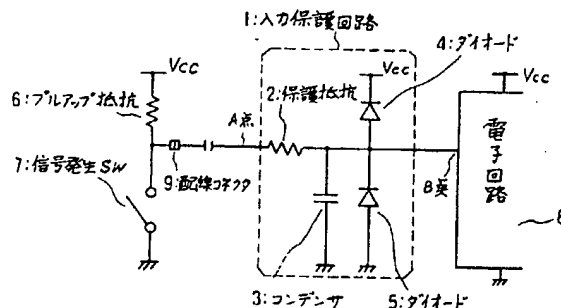 1:入力保護回路
4:ダイオード
Vcc
Vcc
Vcc
6:プルアップ抵抗
2:保護抵抗
A点
電子回路
7:信号発生SW
9:配線コネクタ
B点
8
3:コンデンサ
5:ダイオード